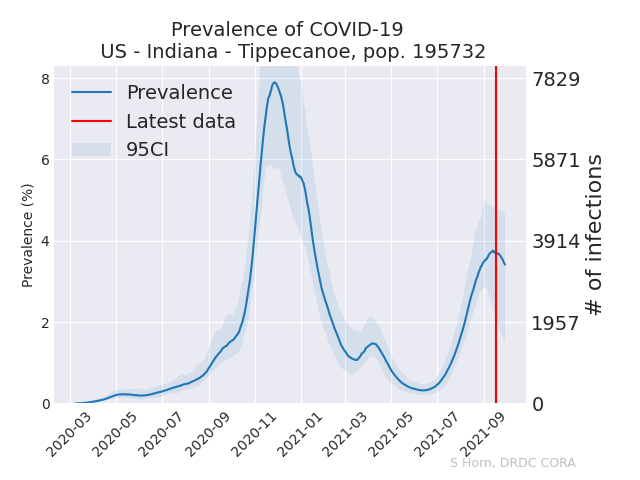 Prevalence of COVID-19
US - Indiana - Tippecanoe, pop. 195732
Prevalence
Latest data
95CI
Prevalence (%)
8
6
4
2
0
7829
5871
3914
1957
0
# of infections
2020-03
2020-05
2020-07
2020-09
2020-11
2021-01
2021-03
2021-05
2021-07
2021-09
S Horn, DRDC CORA